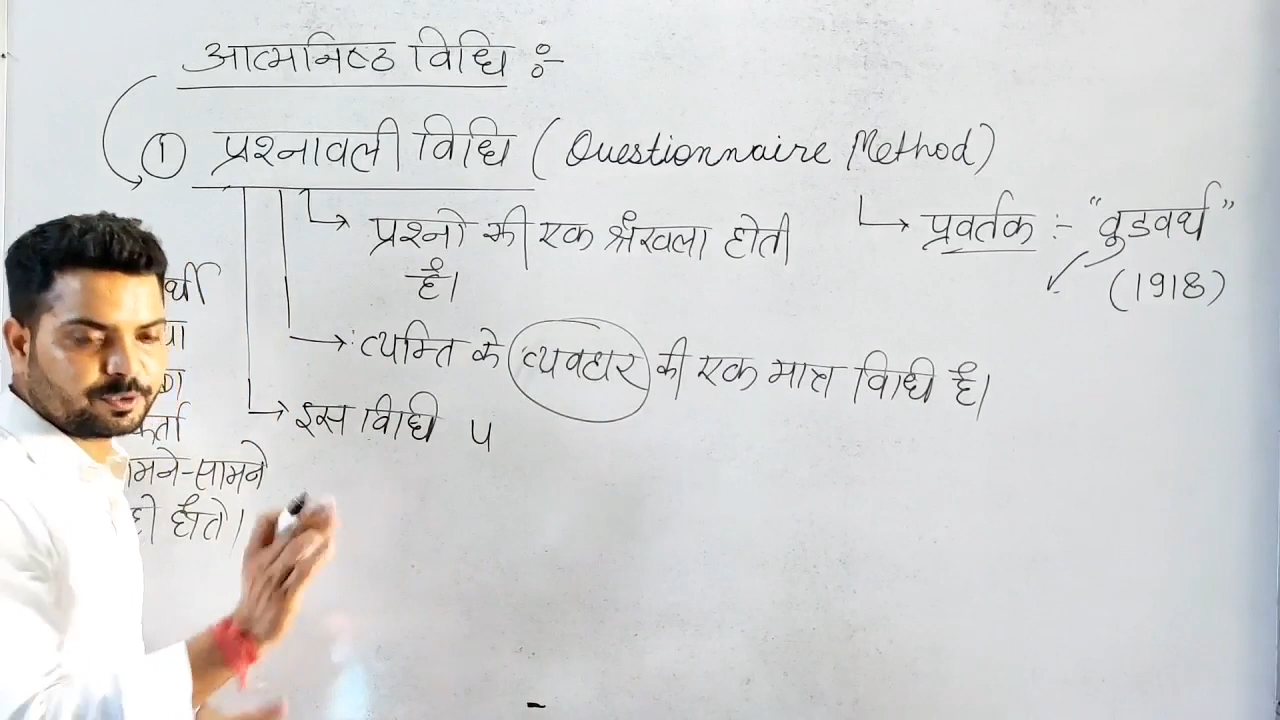 आत्मनिष्ठ विधि :-
① प्रश्नावली विधि (Questionnaire Method)
→ प्रश्नो की एक श्रृंखला होती
है।
→ प्रवर्तक :- "वुडवर्थ"
(1918)
→ व्यक्ति के व्यवहार की एक मात्र विधि है।
→ इस विधि प
र्थी
या
का
कर्ता
मने-सामने
ही होते।